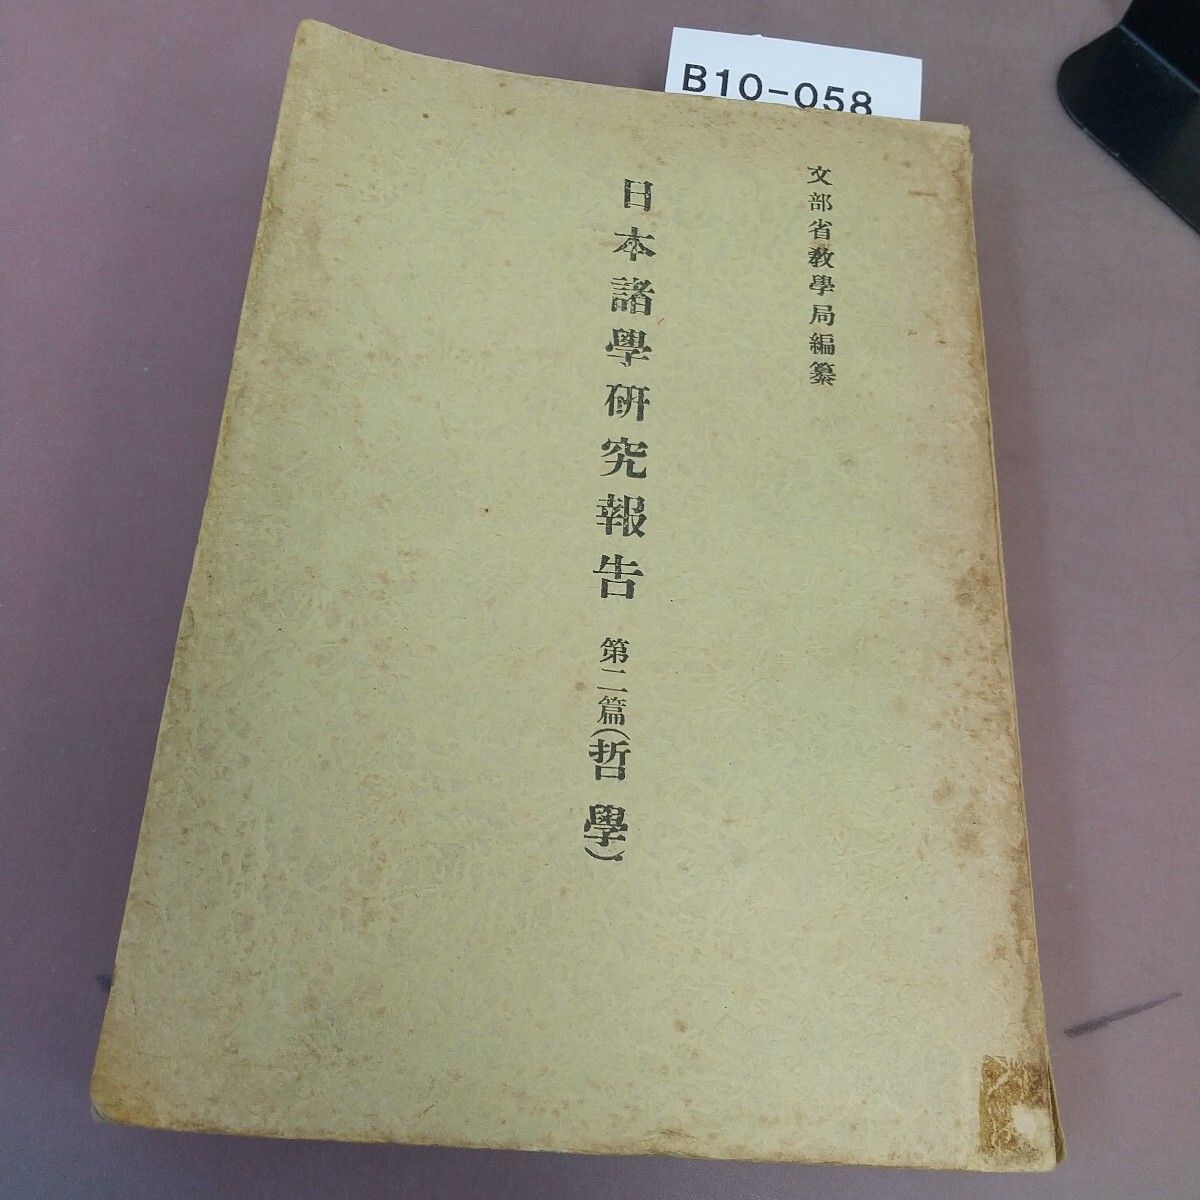 B10-058
文部省教學局編纂
日本諸學硏究報告 第二篇(哲學)